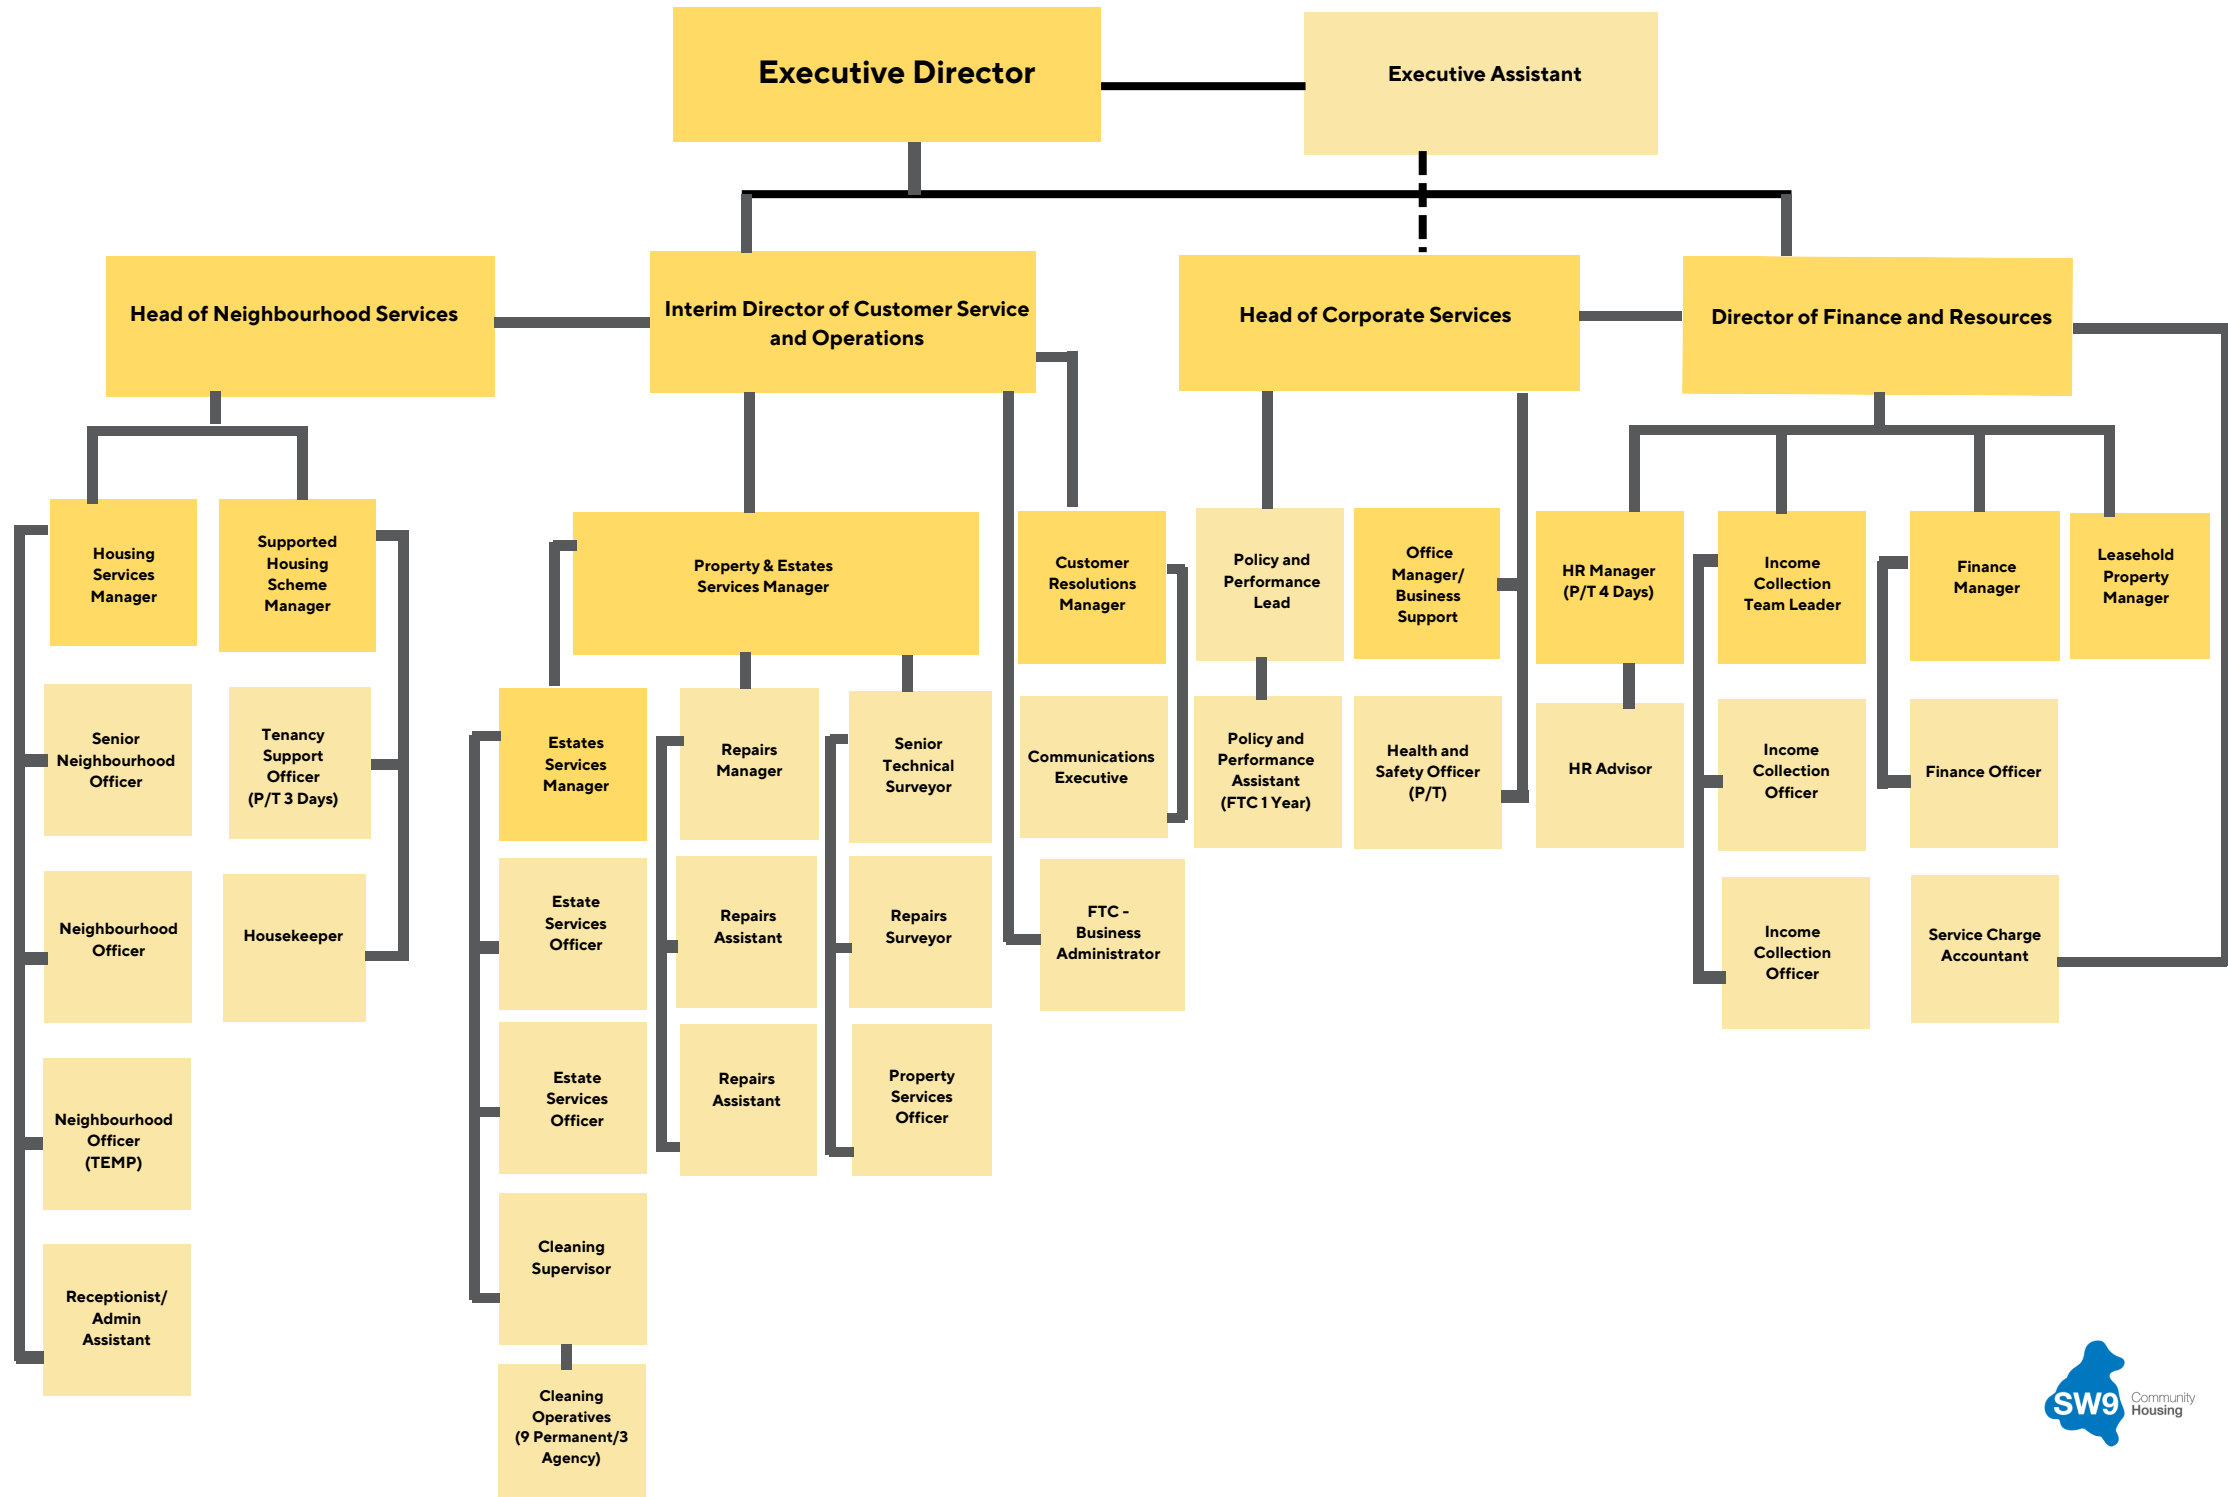 Executive Director
Executive Assistant
Head of Neighbourhood Services
Interim Director of Customer Service
and Operations
Head of Corporate Services
Director of Finance and Resources
Housing
Services
Manager
Supported
Housing
Scheme
Manager
Property & Estates
Services Manager
Customer
Resolutions
Manager
Policy and
Performance
Lead
Office
Manager/
Business
Support
HR Manager
(P/T 4 Days)
Income
Collection
Team Leader
Finance
Manager
Leasehold
Property
Manager
Senior
Neighbourhood
Officer
Tenancy
Support
Officer
(P/T 3 Days)
Estates
Services
Manager
Repairs
Manager
Senior
Technical
Surveyor
Communications
Executive
Policy and
Performance
Assistant
(FTC 1 Year)
Health and
Safety Officer
(P/T)
HR Advisor
Income
Collection
Officer
Finance Officer
Neighbourhood
Officer
Housekeeper
Estate
Services
Officer
Repairs
Assistant
Repairs
Surveyor
FTC -
Business
Administrator
Income
Collection
Officer
Service Charge
Accountant
Neighbourhood
Officer
(TEMP)
Estate
Services
Officer
Repairs
Assistant
Property
Services
Officer
Receptionist/
Admin
Assistant
Cleaning
Supervisor
Cleaning
Operatives
(9 Permanent/3
Agency)
SW9
Community
Housing